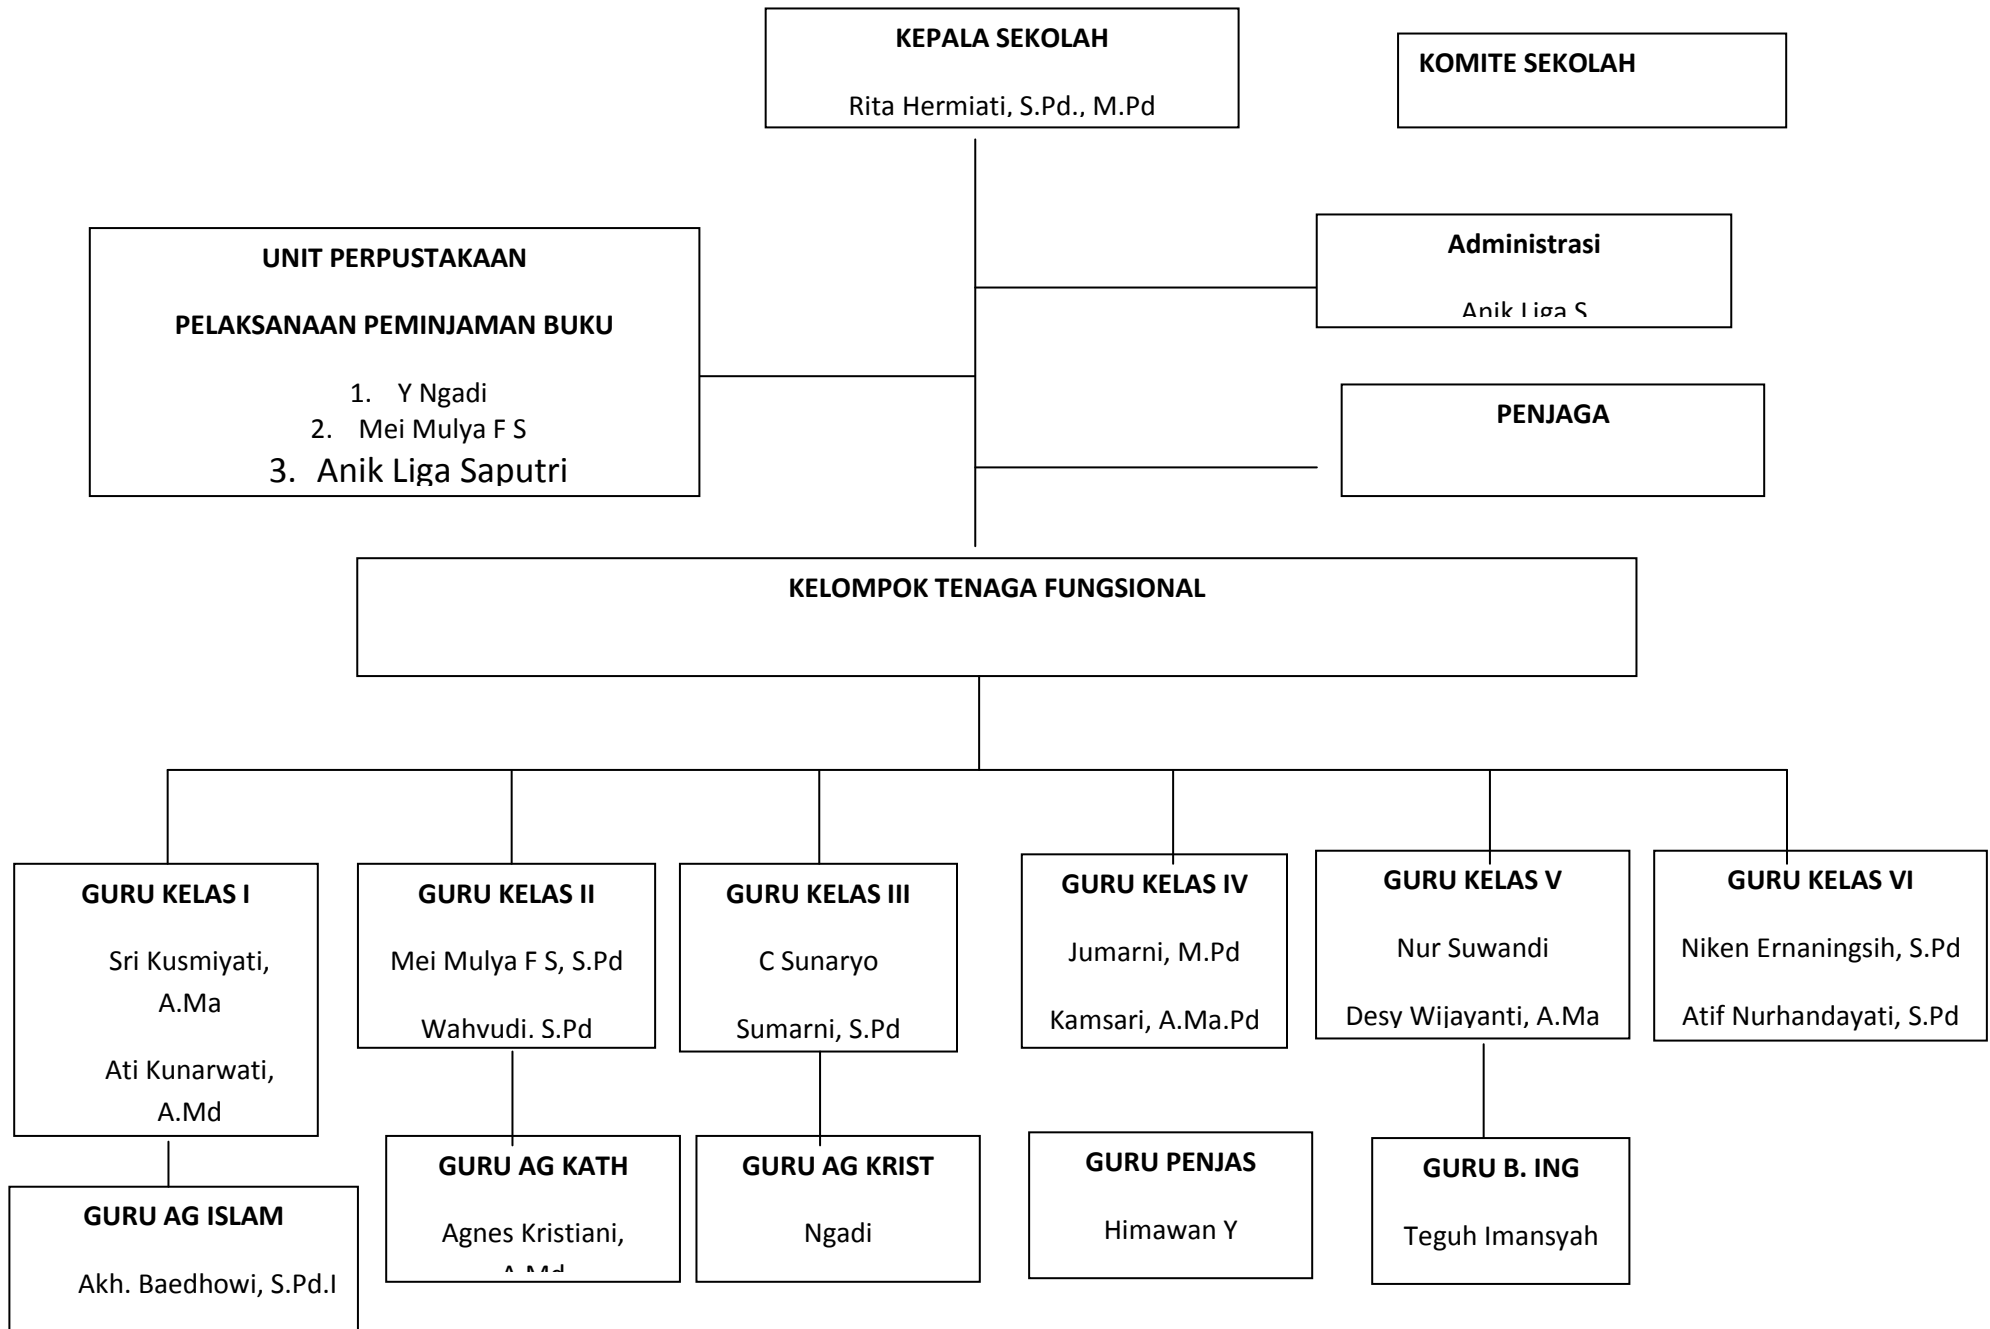 KEPALA SEKOLAH
Rita Hermiati, S.Pd., M.Pd
KOMITE SEKOLAH
UNIT PERPUSTAKAAN
PELAKSANAAN PEMINJAMAN BUKU
1. Y Ngadi
2. Mei Mulya F S
3. Anik Liga Saputri
Administrasi
Anik Liga S
PENJAGA
KELOMPOK TENAGA FUNGSIONAL
GURU KELAS I
Sri Kusmiyati,
A.Ma
Ati Kunarwati,
A.Md
GURU KELAS II
Mei Mulya F S, S.Pd
Wahyudi, S.Pd
GURU KELAS III
C Sunaryo
Sumarni, S.Pd
GURU KELAS IV
Jumarni, M.Pd
Kamsari, A.Ma.Pd
GURU KELAS V
Nur Suwandi
Desy Wijayanti, A.Ma
GURU KELAS VI
Niken Ernaningsih, S.Pd
Atif Nurhandayati, S.Pd
GURU AG ISLAM
Akh. Baedhowi, S.Pd.I
GURU AG KATH
Agnes Kristiani,
A.Md
GURU AG KRIST
Ngadi
GURU PENJAS
Himawan Y
GURU B. ING
Teguh Imansyah